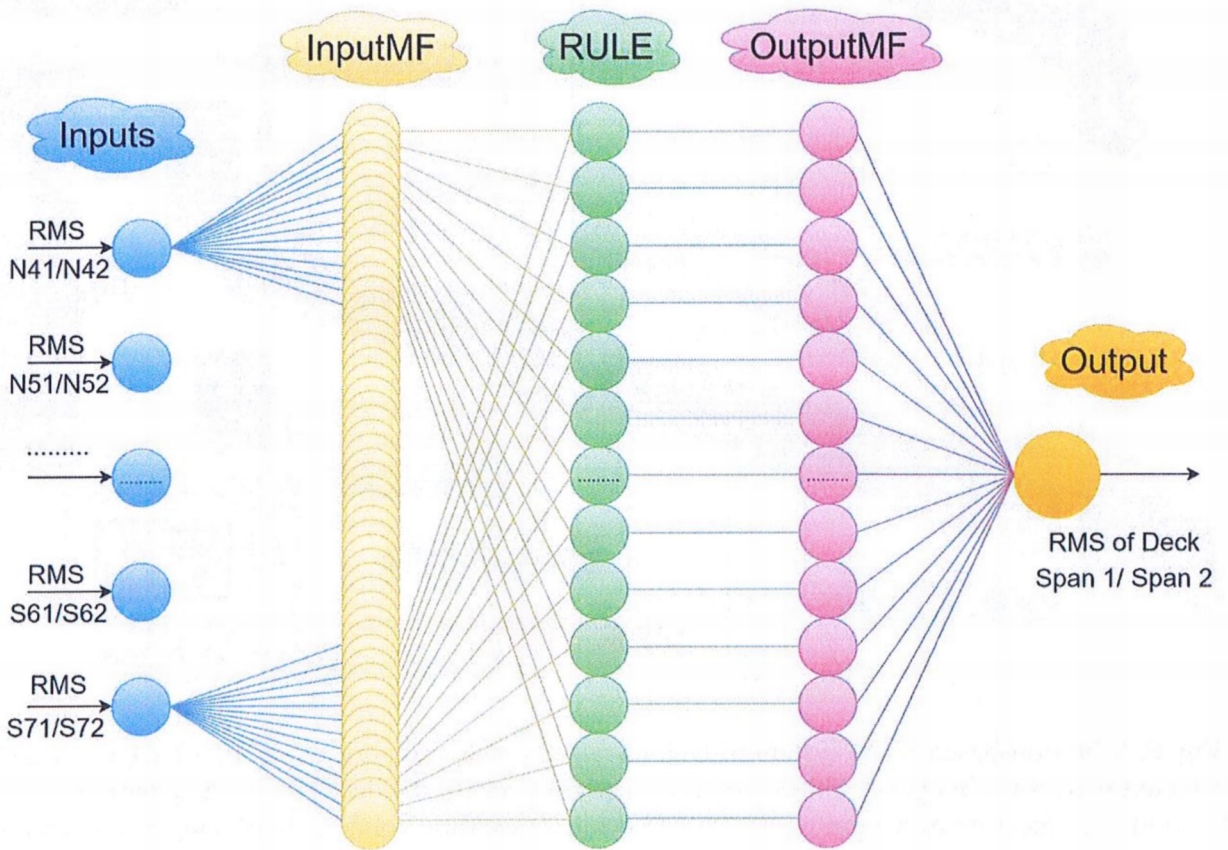 InputMF
RULE
OutputMF
Inputs
RMS
N41/N42
RMS
N51/N52
.........
.........
.........
.........
RMS
S61/S62
RMS
S71/S72
Output
RMS of Deck
Span 1/ Span 2